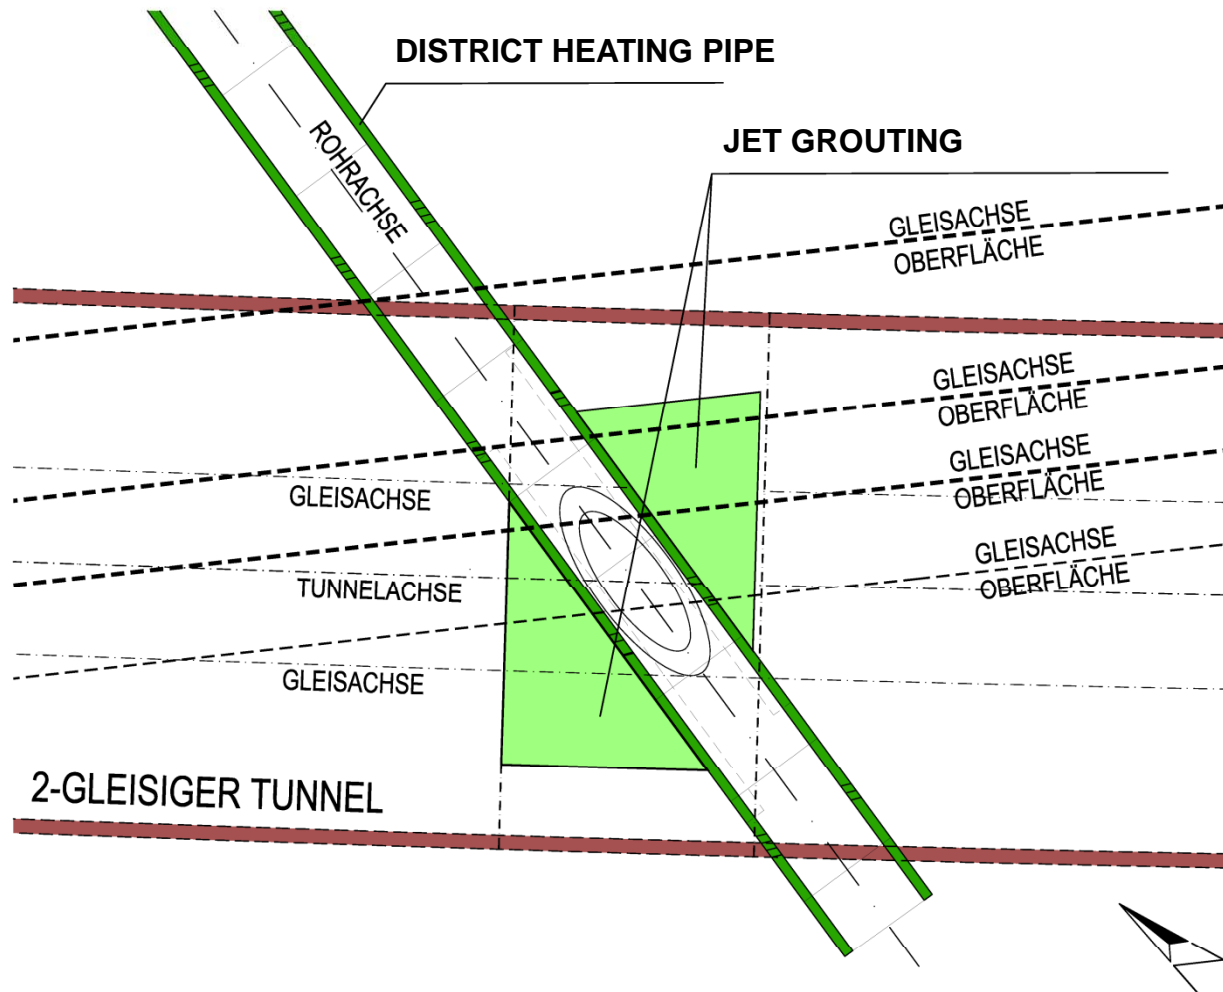 DISTRICT HEATING PIPE
JET GROUTING
ROHRACHSE
GLEISACHSE
OBERFLÄCHE
GLEISACHSE
OBERFLÄCHE
GLEISACHSE
OBERFLÄCHE
GLEISACHSE
GLEISACHSE
OBERFLÄCHE
TUNNELACHSE
GLEISACHSE
2-GLEISIGER TUNNEL